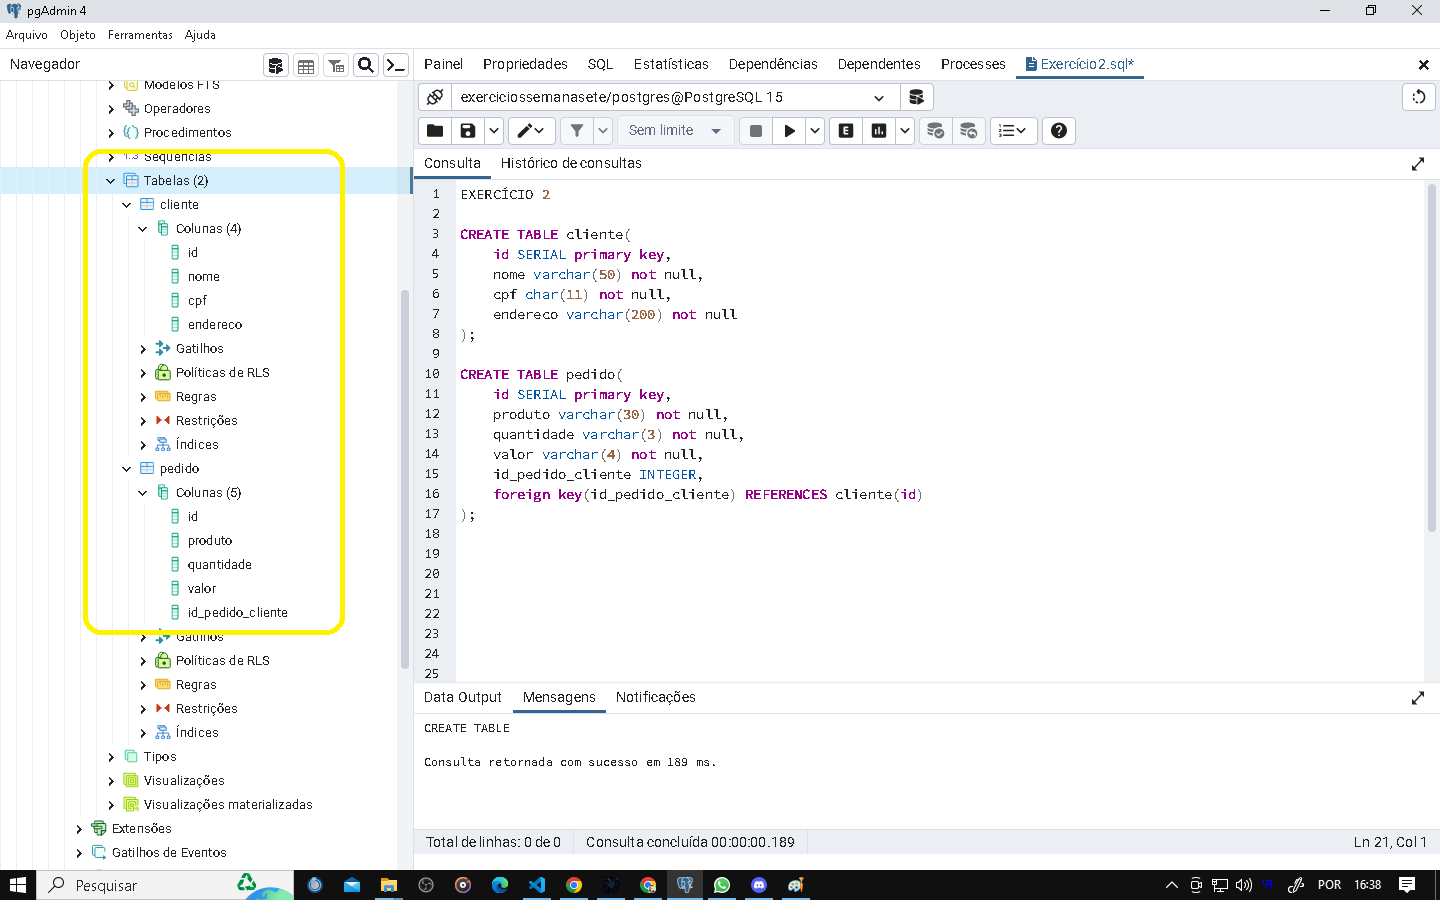 pgAdmin 4
Arquivo Objeto Ferramentas Ajuda
Navegador
Modelos FTS
Operadores
Procedimentos
1..3 Sequências
Tabelas (2)
cliente
Colunas (4)
id
nome
cpf
endereco
Gatilhos
Políticas de RLS
Regras
Restrições
Índices
pedido
Colunas (5)
id
produto
quantidade
valor
id_pedido_cliente
Gatilhos
Políticas de RLS
Regras
Restrições
Índices
Tipos
Visualizações
Visualizações materializadas
Extensões
Gatilhos de Eventos
Painel Propriedades SQL Estatísticas Dependências Dependentes Processes Exercício2.sql*
exerciciossemanasete/postgres@PostgreSQL 15
Sem limite E
Consulta Histórico de consultas
1 EXERCÍCIO 2
2
3 CREATE TABLE cliente(
4 id SERIAL primary key,
5 nome varchar(50) not null,
6 cpf char(11) not null,
7 endereco varchar(200) not null
8 );
9
10 CREATE TABLE pedido(
11 id SERIAL primary key,
12 produto varchar(30) not null,
13 quantidade varchar(3) not null,
14 valor varchar(4) not null,
15 id_pedido_cliente INTEGER,
16 foreign key(id_pedido_cliente) REFERENCES cliente(id)
17 );
18
19
20
21
22
23
24
25
Data Output Mensagens Notificações
CREATE TABLE
Consulta retornada com sucesso em 189 ms.
Total de linhas: 0 de 0 Consulta concluída 00:00:00.189 Ln 21, Col 1
Pesquisar POR 16:38